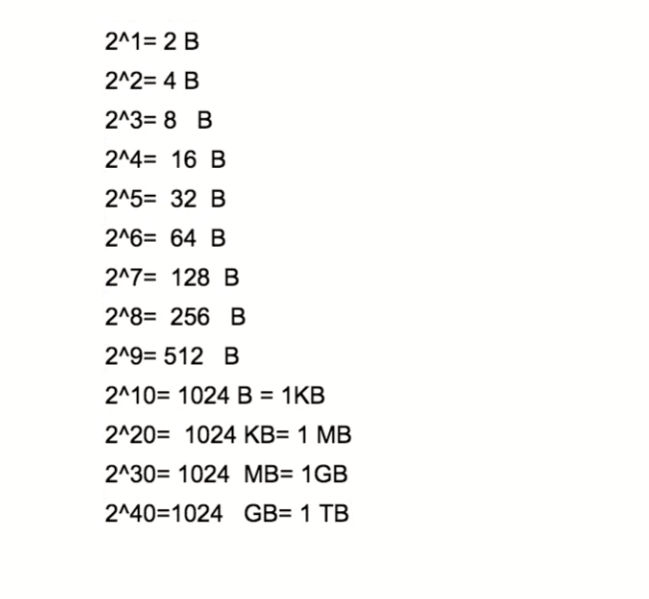 2^1= 2 B
2^2= 4 B
2^3= 8 B
2^4= 16 B
2^5= 32 B
2^6= 64 B
2^7= 128 B
2^8= 256 B
2^9= 512 B
2^10= 1024 B = 1KB
2^20= 1024 KB= 1 MB
2^30= 1024 MB= 1GB
2^40=1024 GB= 1 TB